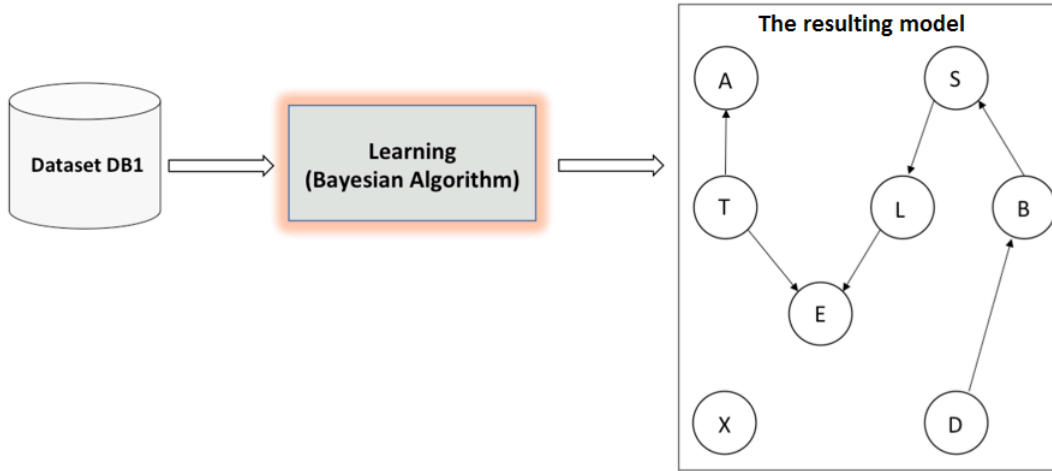 Dataset DB1
Learning
(Bayesian Algorithm)
The resulting model
A
S
T
L
B
E
X
D